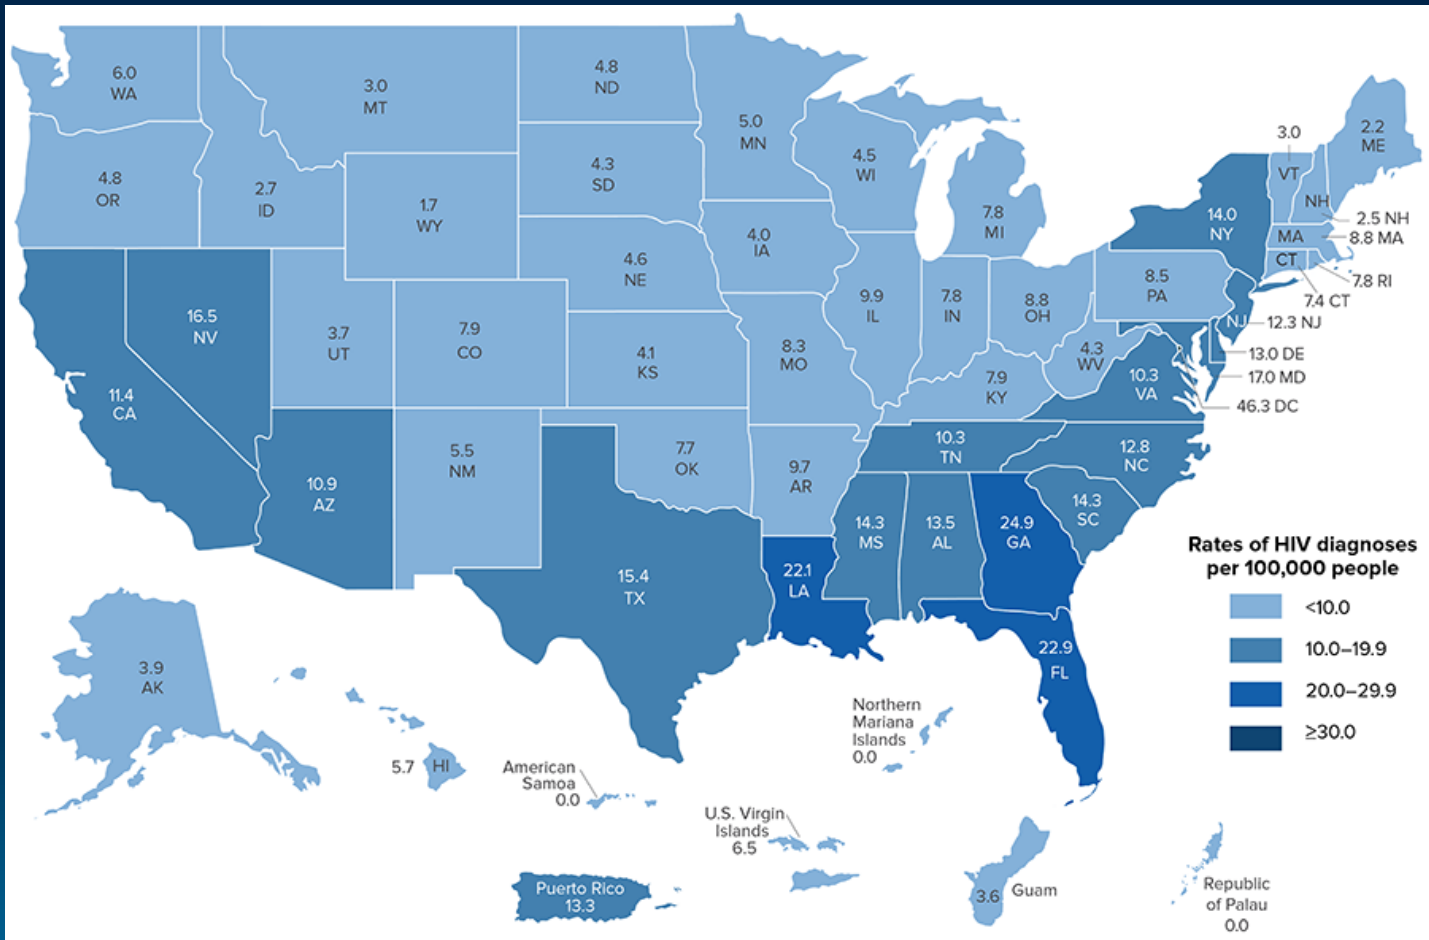 6.0
WA
3.0
MT
4.8
ND
5.0
MN
4.5
WI
7.8
MI
3.0
VT
2.2
ME
NH
2.5 NH
MA
8.8 MA
CT
7.8 RI
7.4 CT
14.0
NY
4.8
OR
2.7
ID
1.7
WY
4.3
SD
4.0
IA
4.6
NE
9.9
IL
7.8
IN
8.8
OH
8.5
PA
NJ
12.3 NJ
13.0 DE
17.0 MD
46.3 DC
16.5
NV
3.7
UT
7.9
CO
4.1
KS
8.3
MO
7.9
KY
4.3
WV
10.3
VA
11.4
CA
10.9
AZ
5.5
NM
7.7
OK
9.7
AR
10.3
TN
12.8
NC
14.3
SC
15.4
TX
22.1
LA
14.3
MS
13.5
AL
24.9
GA
22.9
FL
Rates of HIV diagnoses
per 100,000 people
<10.0
10.0–19.9
20.0–29.9
≥30.0
3.9
AK
5.7
HI
American
Samoa
0.0
U.S. Virgin
Islands
6.5
Northern
Mariana
Islands
0.0
Puerto Rico
13.3
3.6
Guam
Republic
of Palau
0.0